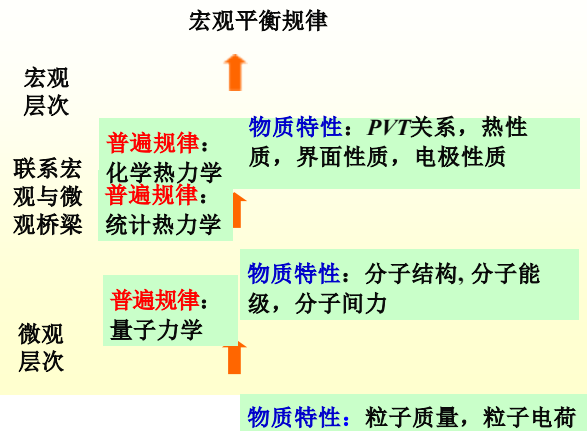 宏观平衡规律
宏观
层次
普遍规律：
化学热力学
物质特性：PVT关系，热性
质，界面性质，电极性质
联系宏
观与微
观桥梁
普遍规律：
统计热力学
物质特性：分子结构, 分子能
级，分子间力
普遍规律：
量子力学
微观
层次
物质特性：粒子质量，粒子电荷